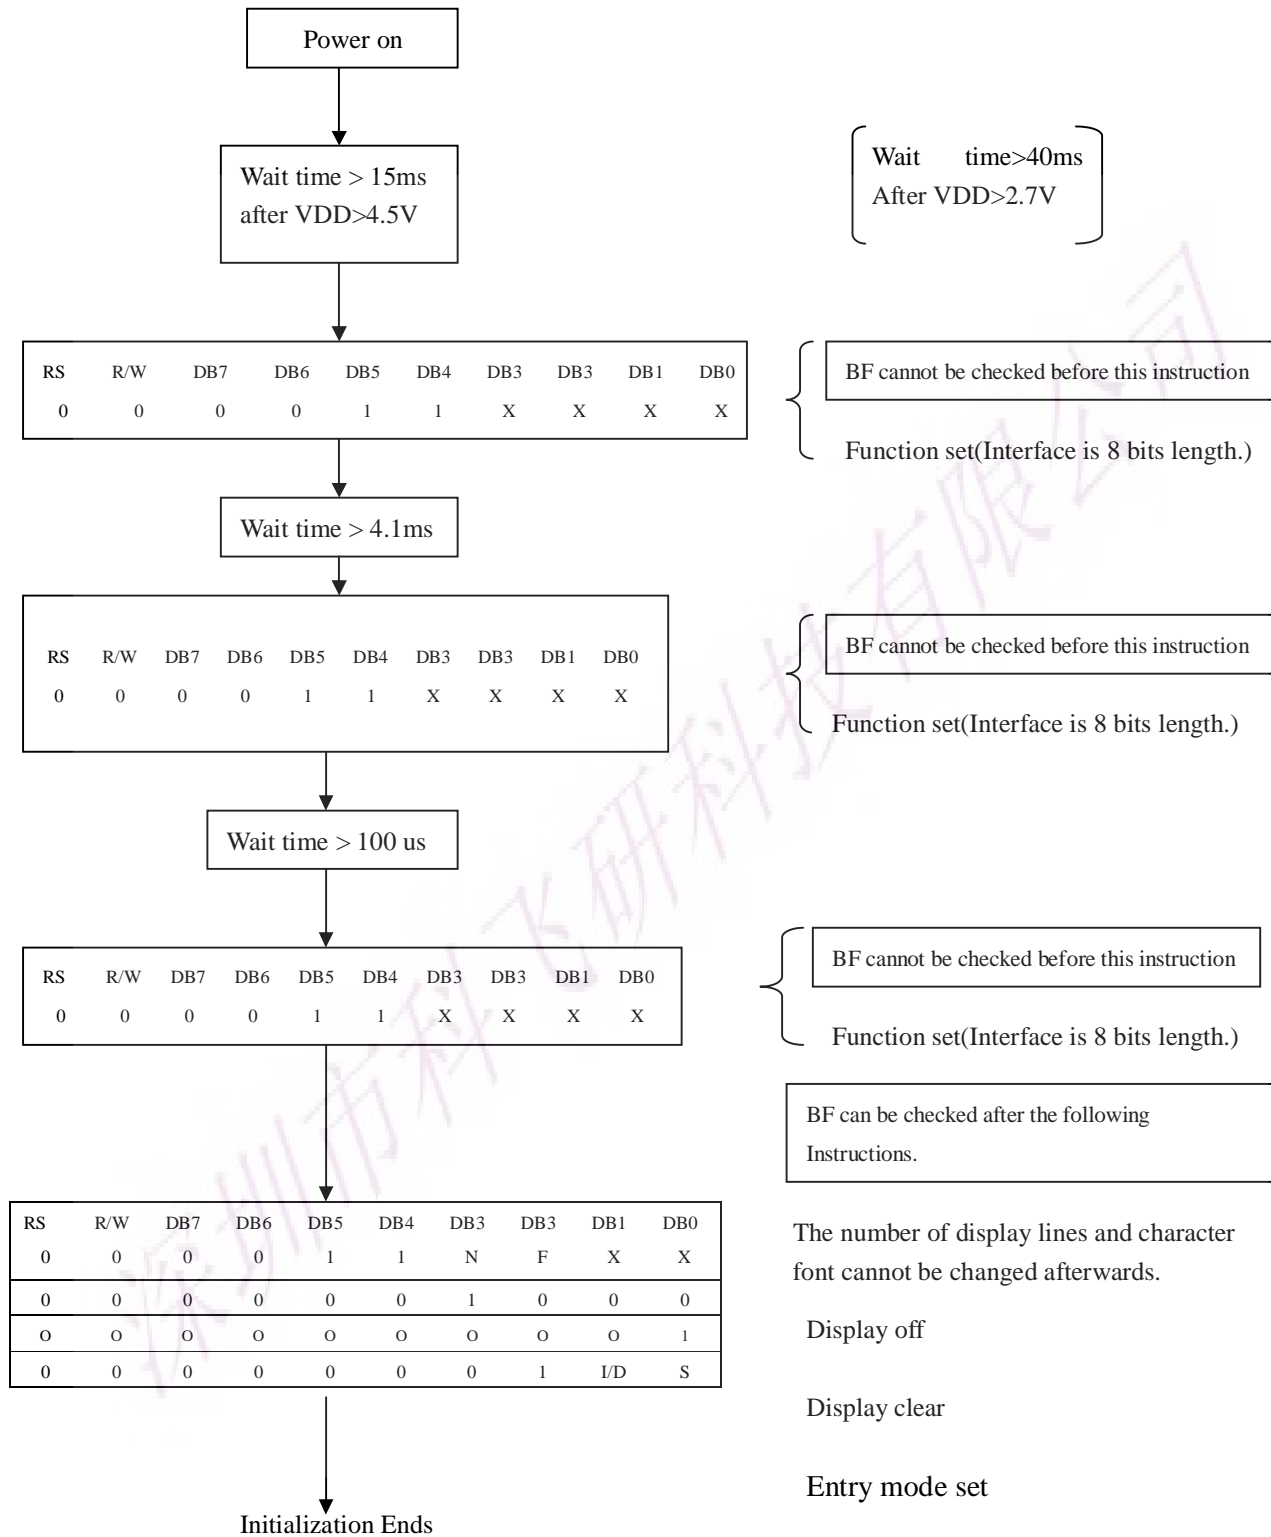 Power on
Wait time > 15ms
after VDD>4.5V
Wait time>40ms
After VDD>2.7V
RS R/W DB7 DB6 DB5 DB4 DB3 DB3 DB1 DB0
0 0 0 0 1 1 X X X X
BF cannot be checked before this instruction
Function set(Interface is 8 bits length.)
Wait time > 4.1ms
RS R/W DB7 DB6 DB5 DB4 DB3 DB3 DB1 DB0
0 0 0 0 1 1 X X X X
BF cannot be checked before this instruction
Function set(Interface is 8 bits length.)
Wait time > 100 us
RS R/W DB7 DB6 DB5 DB4 DB3 DB3 DB1 DB0
0 0 0 0 1 1 X X X X
BF cannot be checked before this instruction
Function set(Interface is 8 bits length.)
BF can be checked after the following
Instructions.
RS R/W DB7 DB6 DB5 DB4 DB3 DB3 DB1 DB0
0 0 0 0 1 1 N F X X
0 0 0 0 0 0 1 0 0 0
O O O O O O O O O 1
0 0 0 0 0 0 0 1 I/D S
The number of display lines and character
font cannot be changed afterwards.
Display off
Display clear
Entry mode set
Initialization Ends
深圳市科飞研科技有限公司